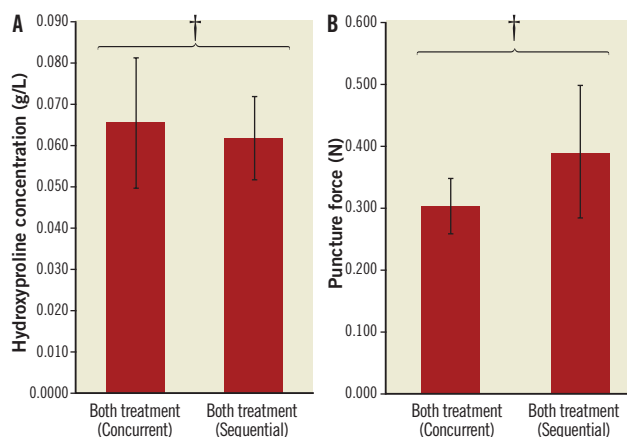 A
Hydroxyproline concentration (g/L)
0.090
0.080
0.070
0.060
0.050
0.040
0.030
0.020
0.010
0.0000
†
Both treatment
(Concurrent)
Both treatment
(Sequential)
B
Puncture force (N)
0.600
0.500
0.400
0.300
0.200
0.100
0.000
†
Both treatment
(Concurrent)
Both treatment
(Sequential)